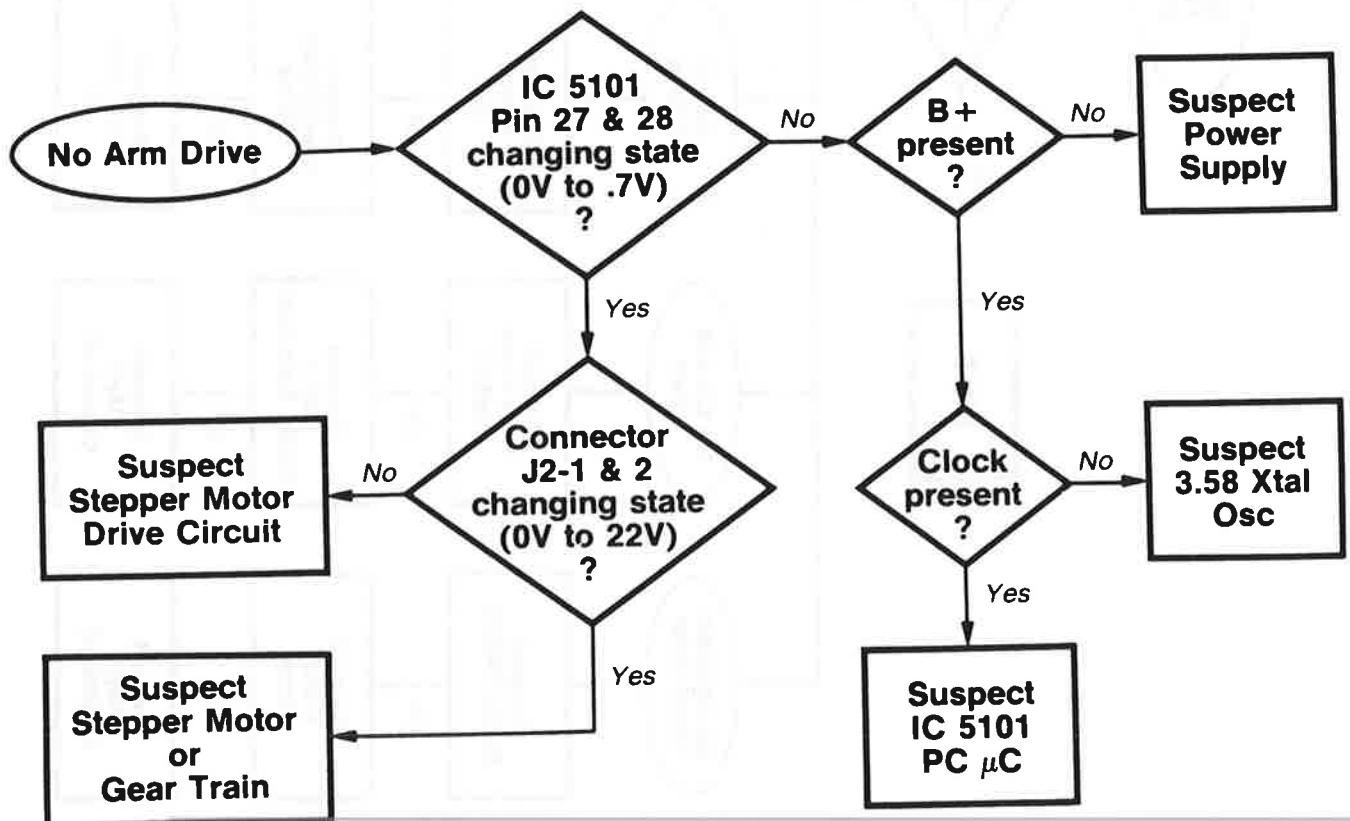 No Arm Drive
IC 5101
Pin 27 & 28
changing state
(0V to .7V)
?
No
B+
present
?
No
Suspect
Power
Supply
Yes
Yes
Connector
J2-1 & 2
changing state
(0V to 22V)
?
No
Suspect
Stepper Motor
Drive Circuit
Clock
present
?
No
Suspect
3.58 Xtal
Osc
Yes
Yes
Suspect
Stepper Motor
or
Gear Train
Suspect
IC 5101
PC μC